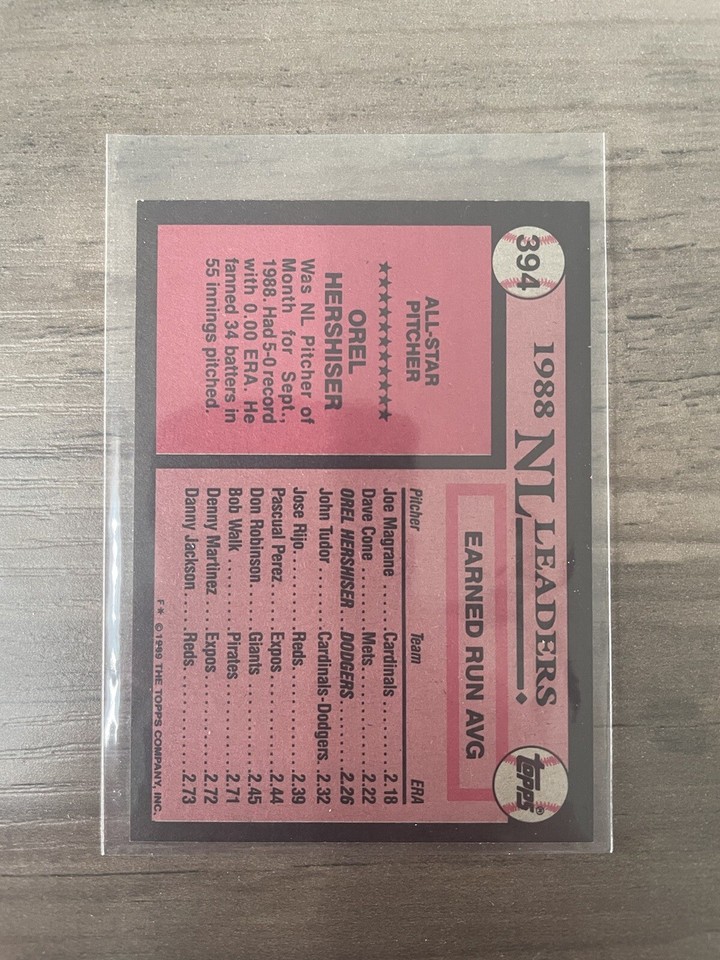 394
1988 NL LEADERS
topps®
ALL-STAR
PITCHER
★★★★★★★★★★★
OREL
HERSHISER
Was NL Pitcher of
Month for Sept.,
1988. Had 5-0 record
with 0.00 ERA. He
fanned 34 batters in
55 innings pitched.
EARNED RUN AVG
Pitcher Team ERA
Joe Magrane ..... Cardinals ........... 2.18
Dave Cone ....... Mets ............... 2.22
OREL HERSHISER .. DODGERS ......... 2.26
John Tudor ...... Cardinals-Dodgers. 2.32
Jose Rijo ........ Reds ............... 2.39
Pascual Perez .... Expos .............. 2.44
Don Robinson .... Giants ............. 2.45
Bob Walk ........ Pirates ............. 2.71
Denny Martinez .. Expos .............. 2.72
Danny Jackson ... Reds ............... 2.73
F* ©1989 THE TOPPS COMPANY, INC.